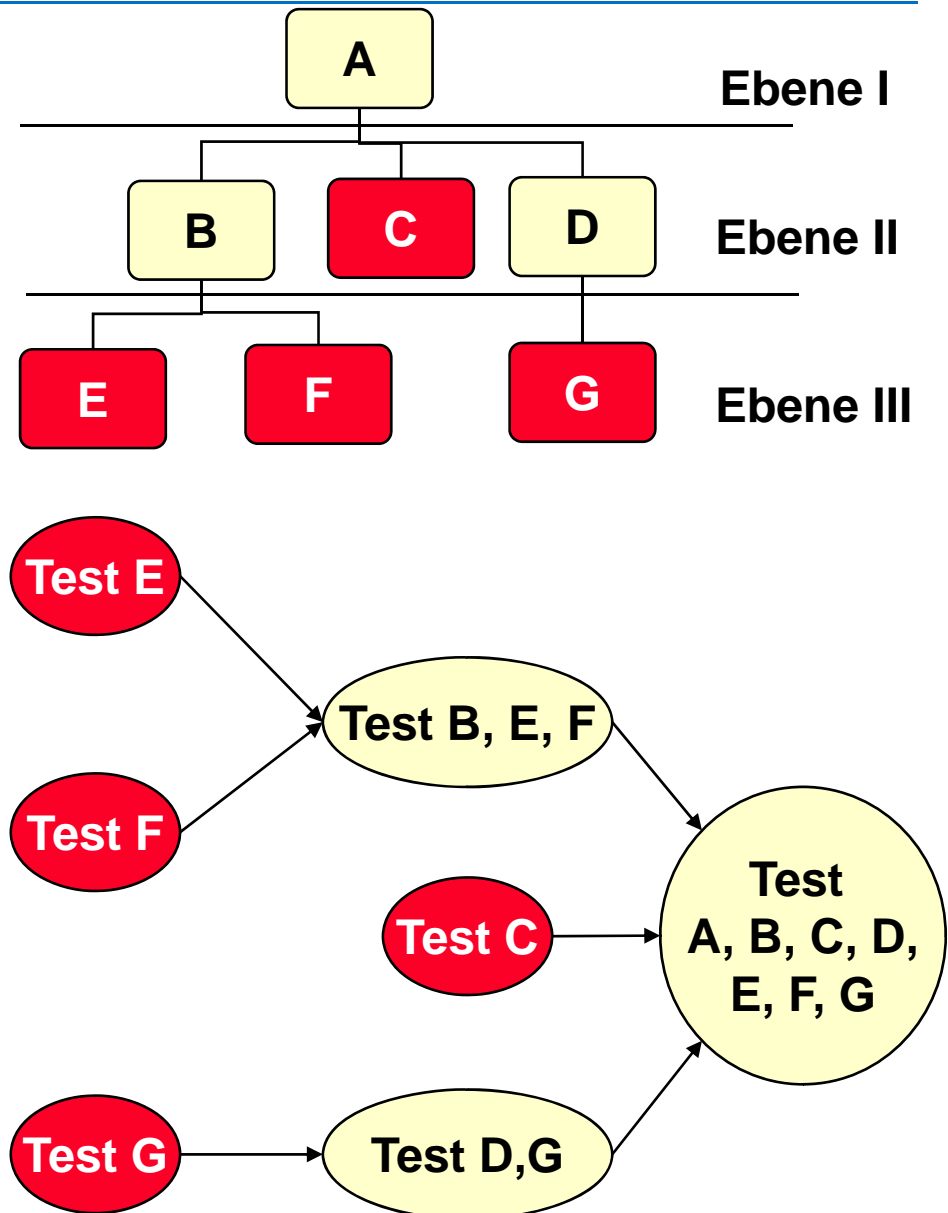 A
Ebene I
B
C
D
Ebene II
E
F
G
Ebene III
Test E
Test B, E, F
Test F
Test
A, B, C, D,
E, F, G
Test C
Test G
Test D,G